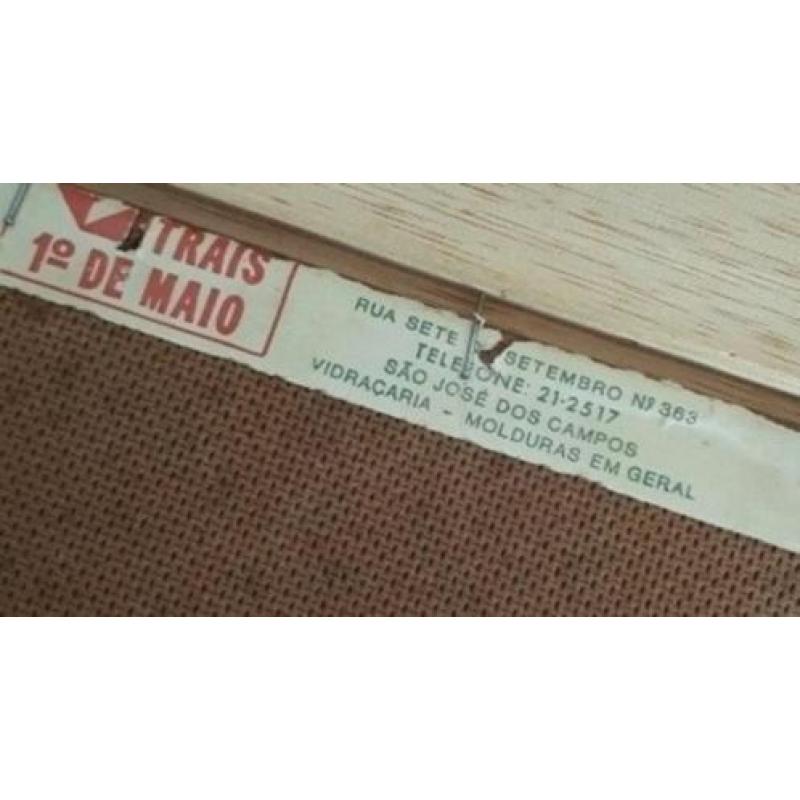 TRAIS
1º DE MAIO
RUA SETE SETEMBRO Nº 363
TELEFONE: 21-2517
SÃO JOSÉ DOS CAMPOS
VIDRAÇARIA - MOLDURAS EM GERAL